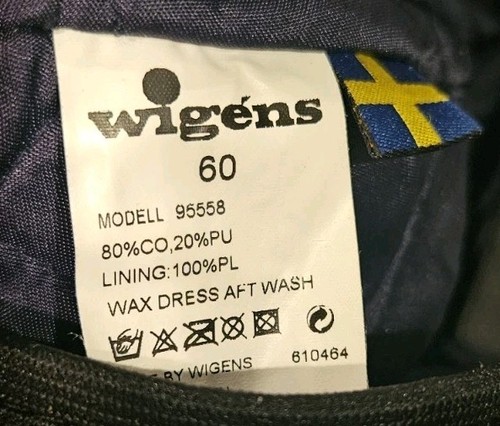 wigéns
60
MODELL 95558
80%CO,20%PU
LINING:100%PL
WAX DRESS AFT WASH
BY WIGENS 610464